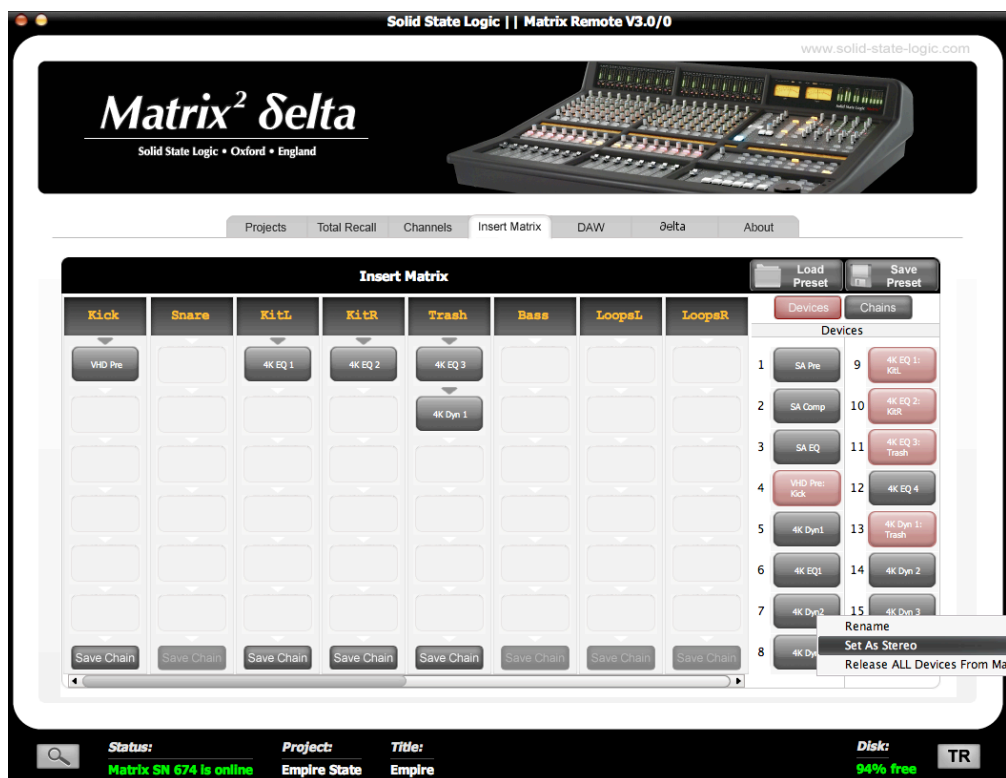 Solid State Logic || Matrix Remote V3.0/0
www.solid-state-logic.com
Matrix² δelta
Solid State Logic • Oxford • England
Projects Total Recall Channels Insert Matrix DAW ∂elta About
Insert Matrix
Load Preset
Save Preset
Devices Chains
Devices
Kick Snare KitL KitR Trash Bass LoopsL LoopsR
VHD Pre 4K EQ 1 4K EQ 2 4K EQ 3
4K Dyn 1
1 SA Pre 9 4K EQ 1: KitL
2 SA Comp 10 4K EQ 2: KitR
3 SA EQ 11 4K EQ 3: Trash
4 VHD Pre: Kick 12 4K EQ 4
5 4K Dyn1 13 4K Dyn 1: Trash
6 4K EQ1 14 4K Dyn 2
7 4K Dyn2 15 4K Dyn 3
8 4K Dyn
Rename
Set As Stereo
Release ALL Devices From Ma
Save Chain Save Chain Save Chain Save Chain Save Chain Save Chain Save Chain Save Chain
Status: Project: Title: Disk:
Matrix SN 674 is online Empire State Empire 94% free
TR